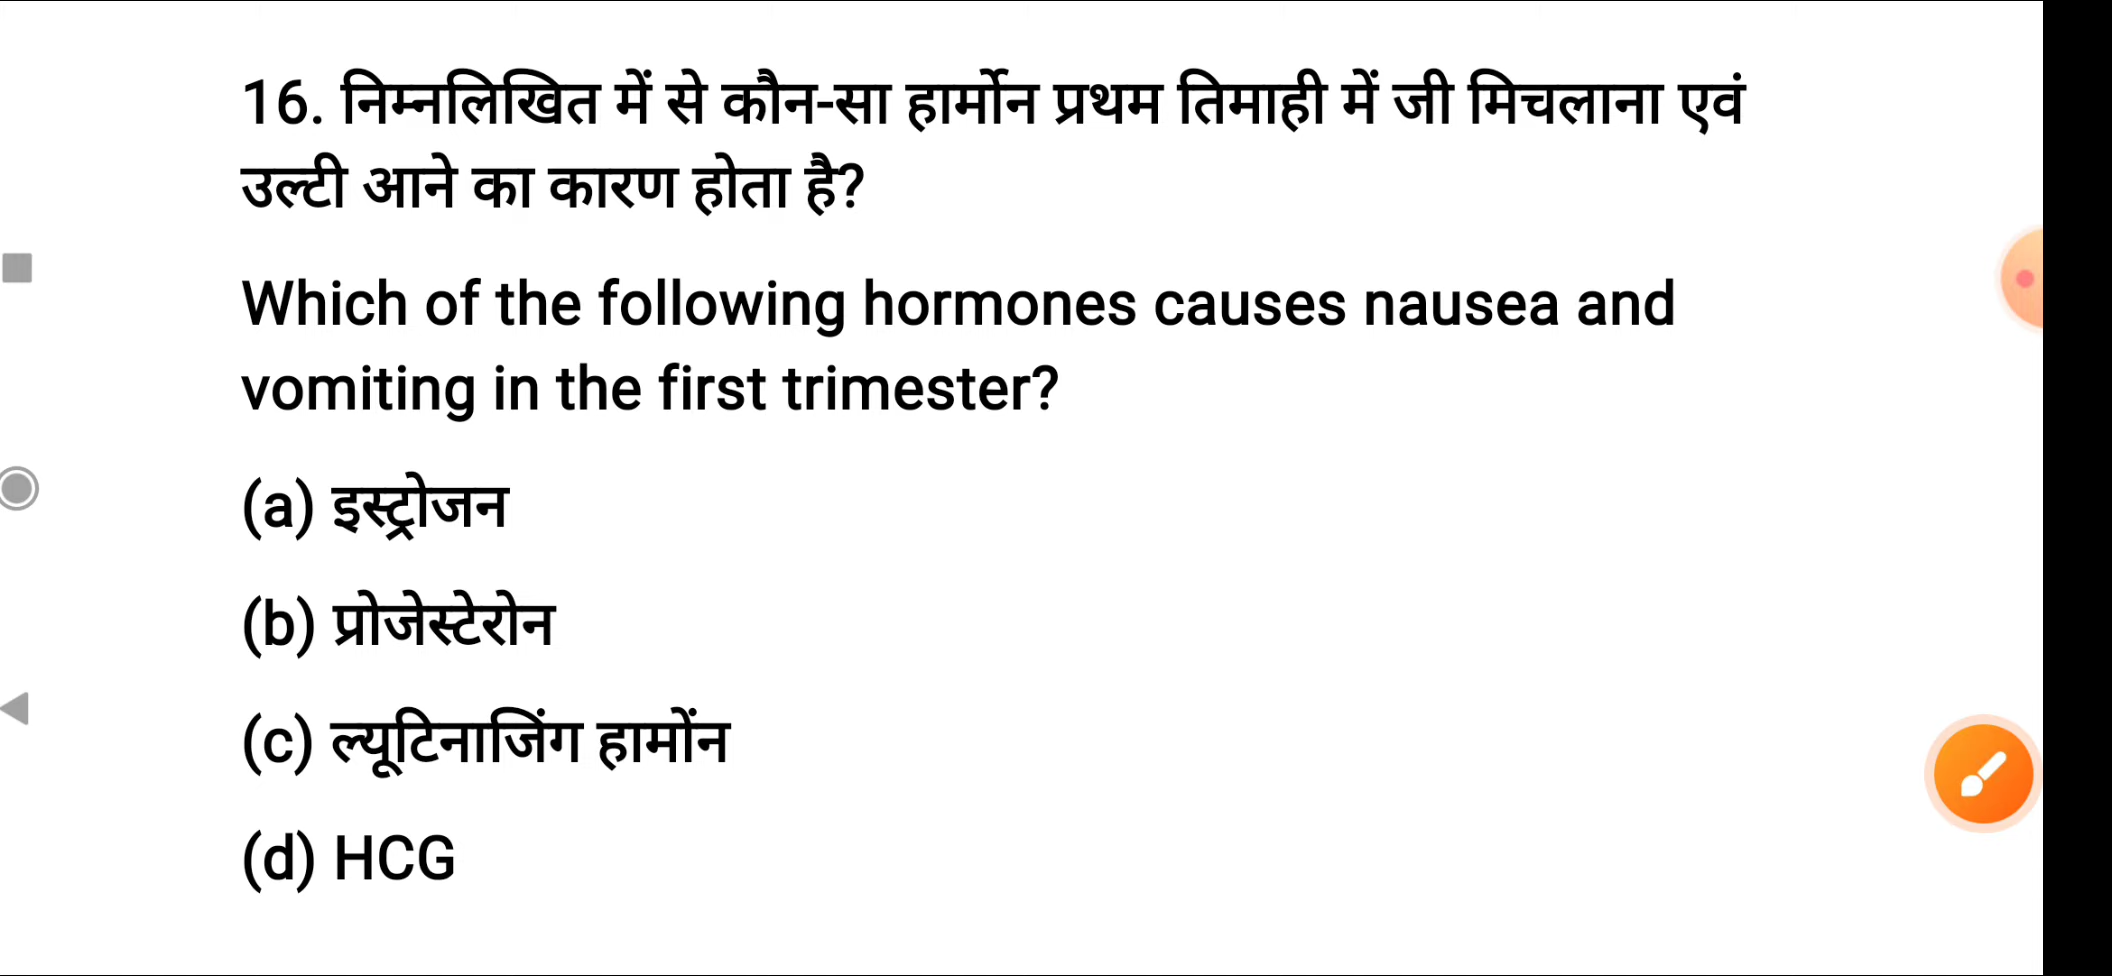 16. निम्नलिखित में से कौन-सा हार्मोन प्रथम तिमाही में जी मिचलाना एवं
उल्टी आने का कारण होता है?
Which of the following hormones causes nausea and
vomiting in the first trimester?
(a) इस्ट्रोजन
(b) प्रोजेस्टेरोन
(c) ल्यूटिनाजिंग हामोंन
(d) HCG